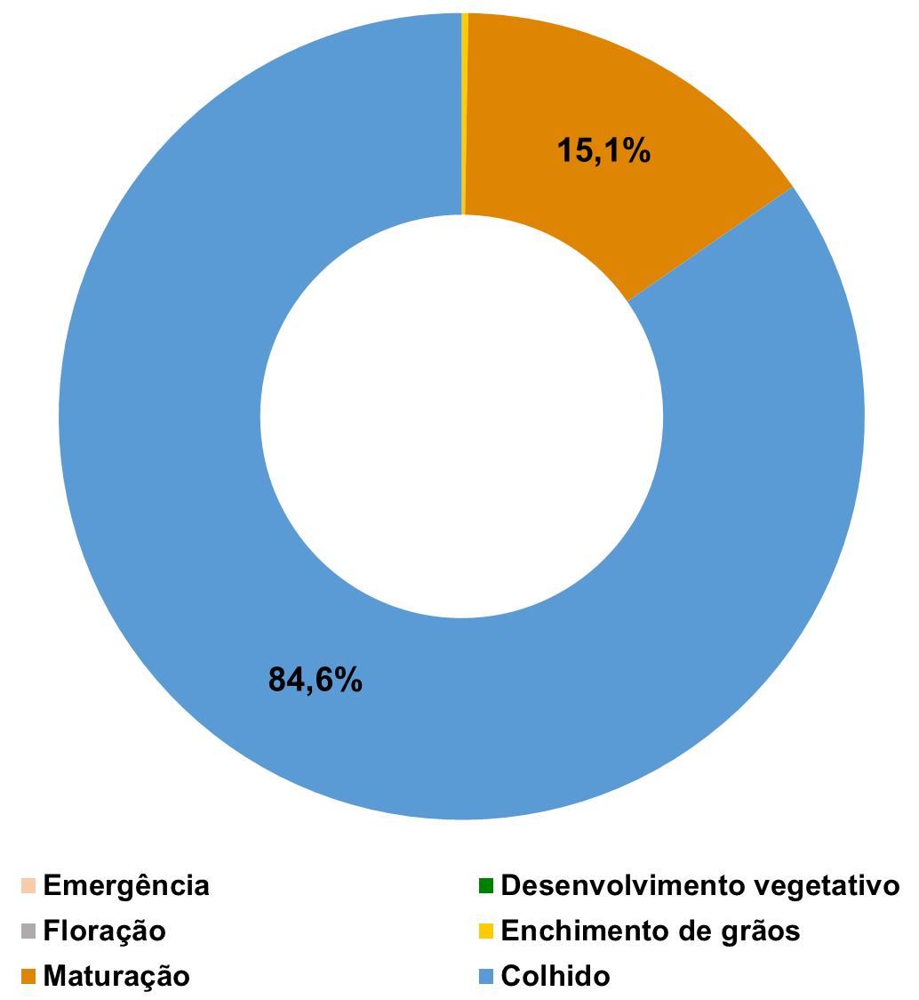 15,1%
84,6%
Emergência
Desenvolvimento vegetativo
Floração
Enchimento de grãos
Maturação
Colhido